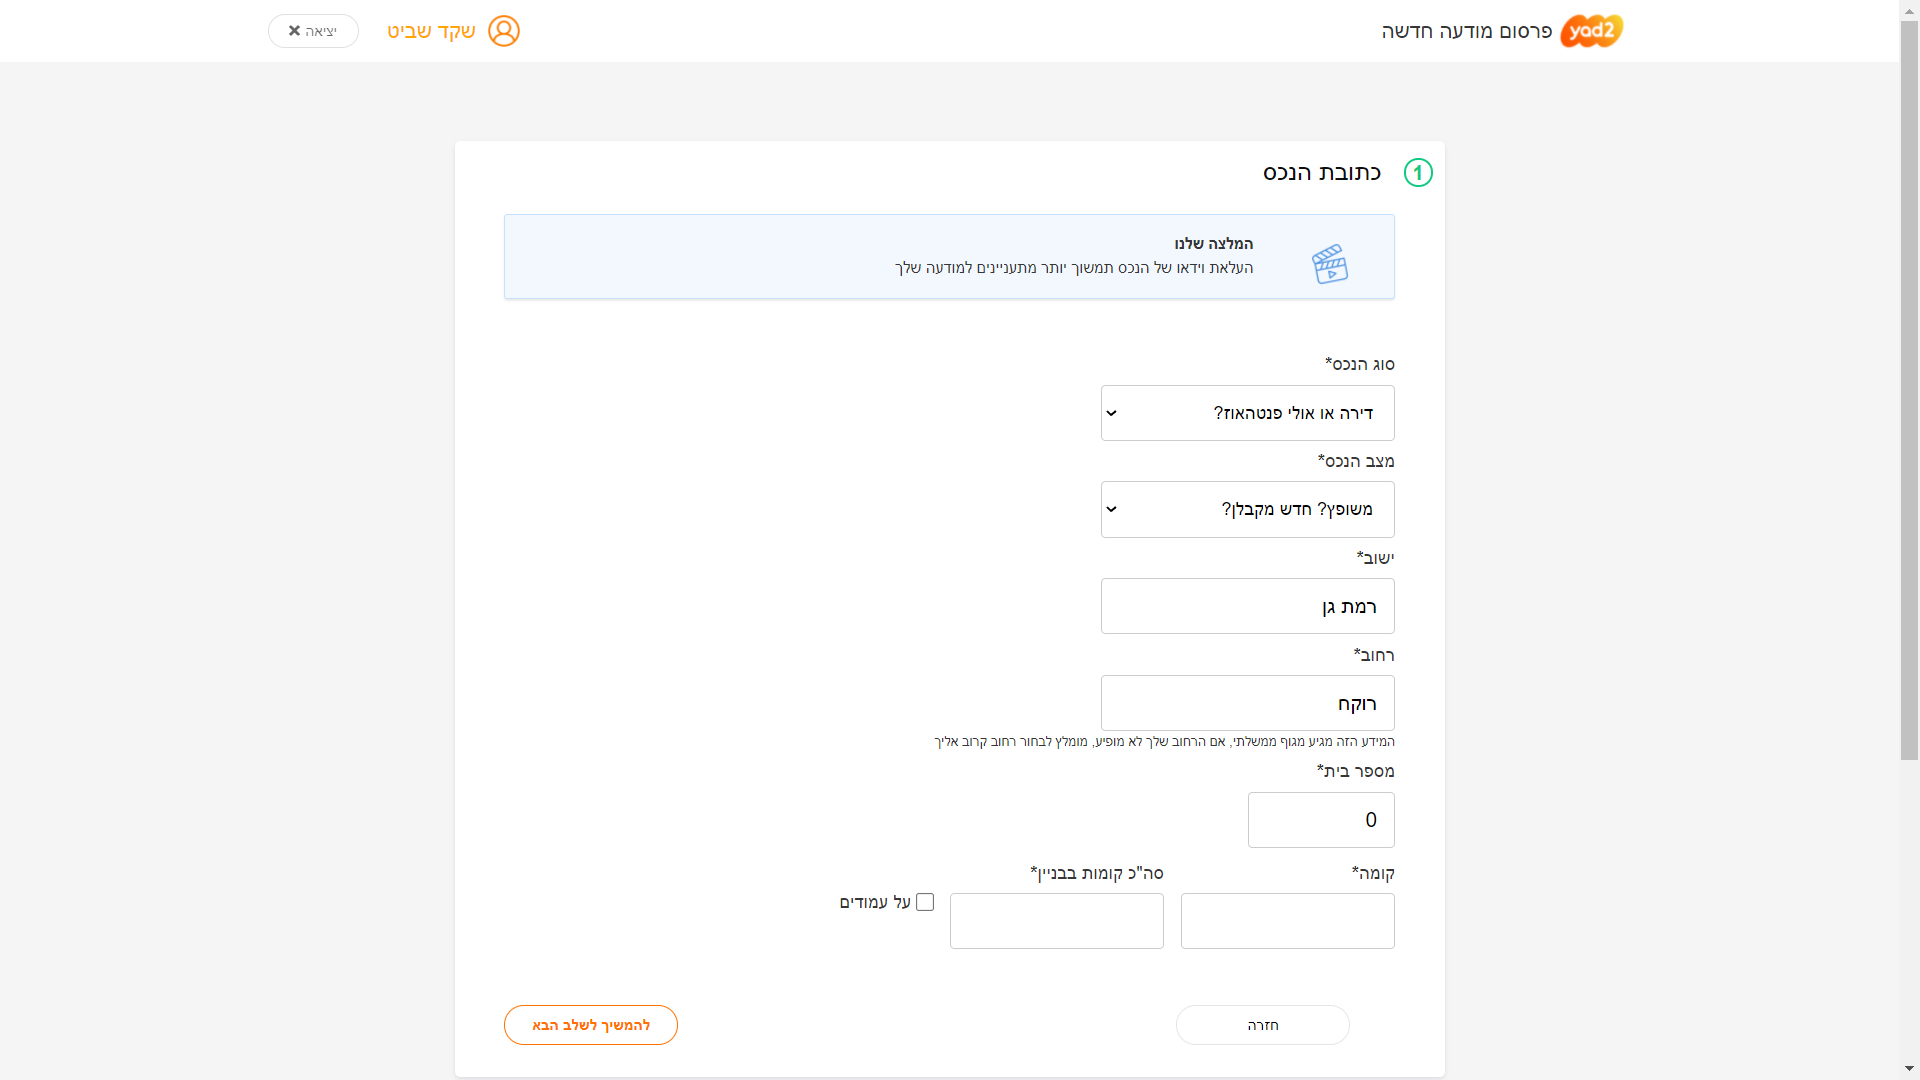 yad2 פרסום מודעה חדשה
שקד שביט
יציאה
1 כתובת הנכס
המלצה שלנו
העלאת וידאו של הנכס תמשוך יותר מתעניינים למודעה שלך
סוג הנכס*
דירה או אולי פנטהאוז?
מצב הנכס*
משופץ? חדש מקבלן?
ישוב*
רמת גן
רחוב*
רוקח
המידע הזה מגיע מגוף ממשלתי, אם הרחוב שלך לא מופיע, מומלץ לבחור רחוב קרוב אליך
מספר בית*
0
קומה*
סה"כ קומות בבניין*
על עמודים
חזרה
להמשיך לשלב הבא